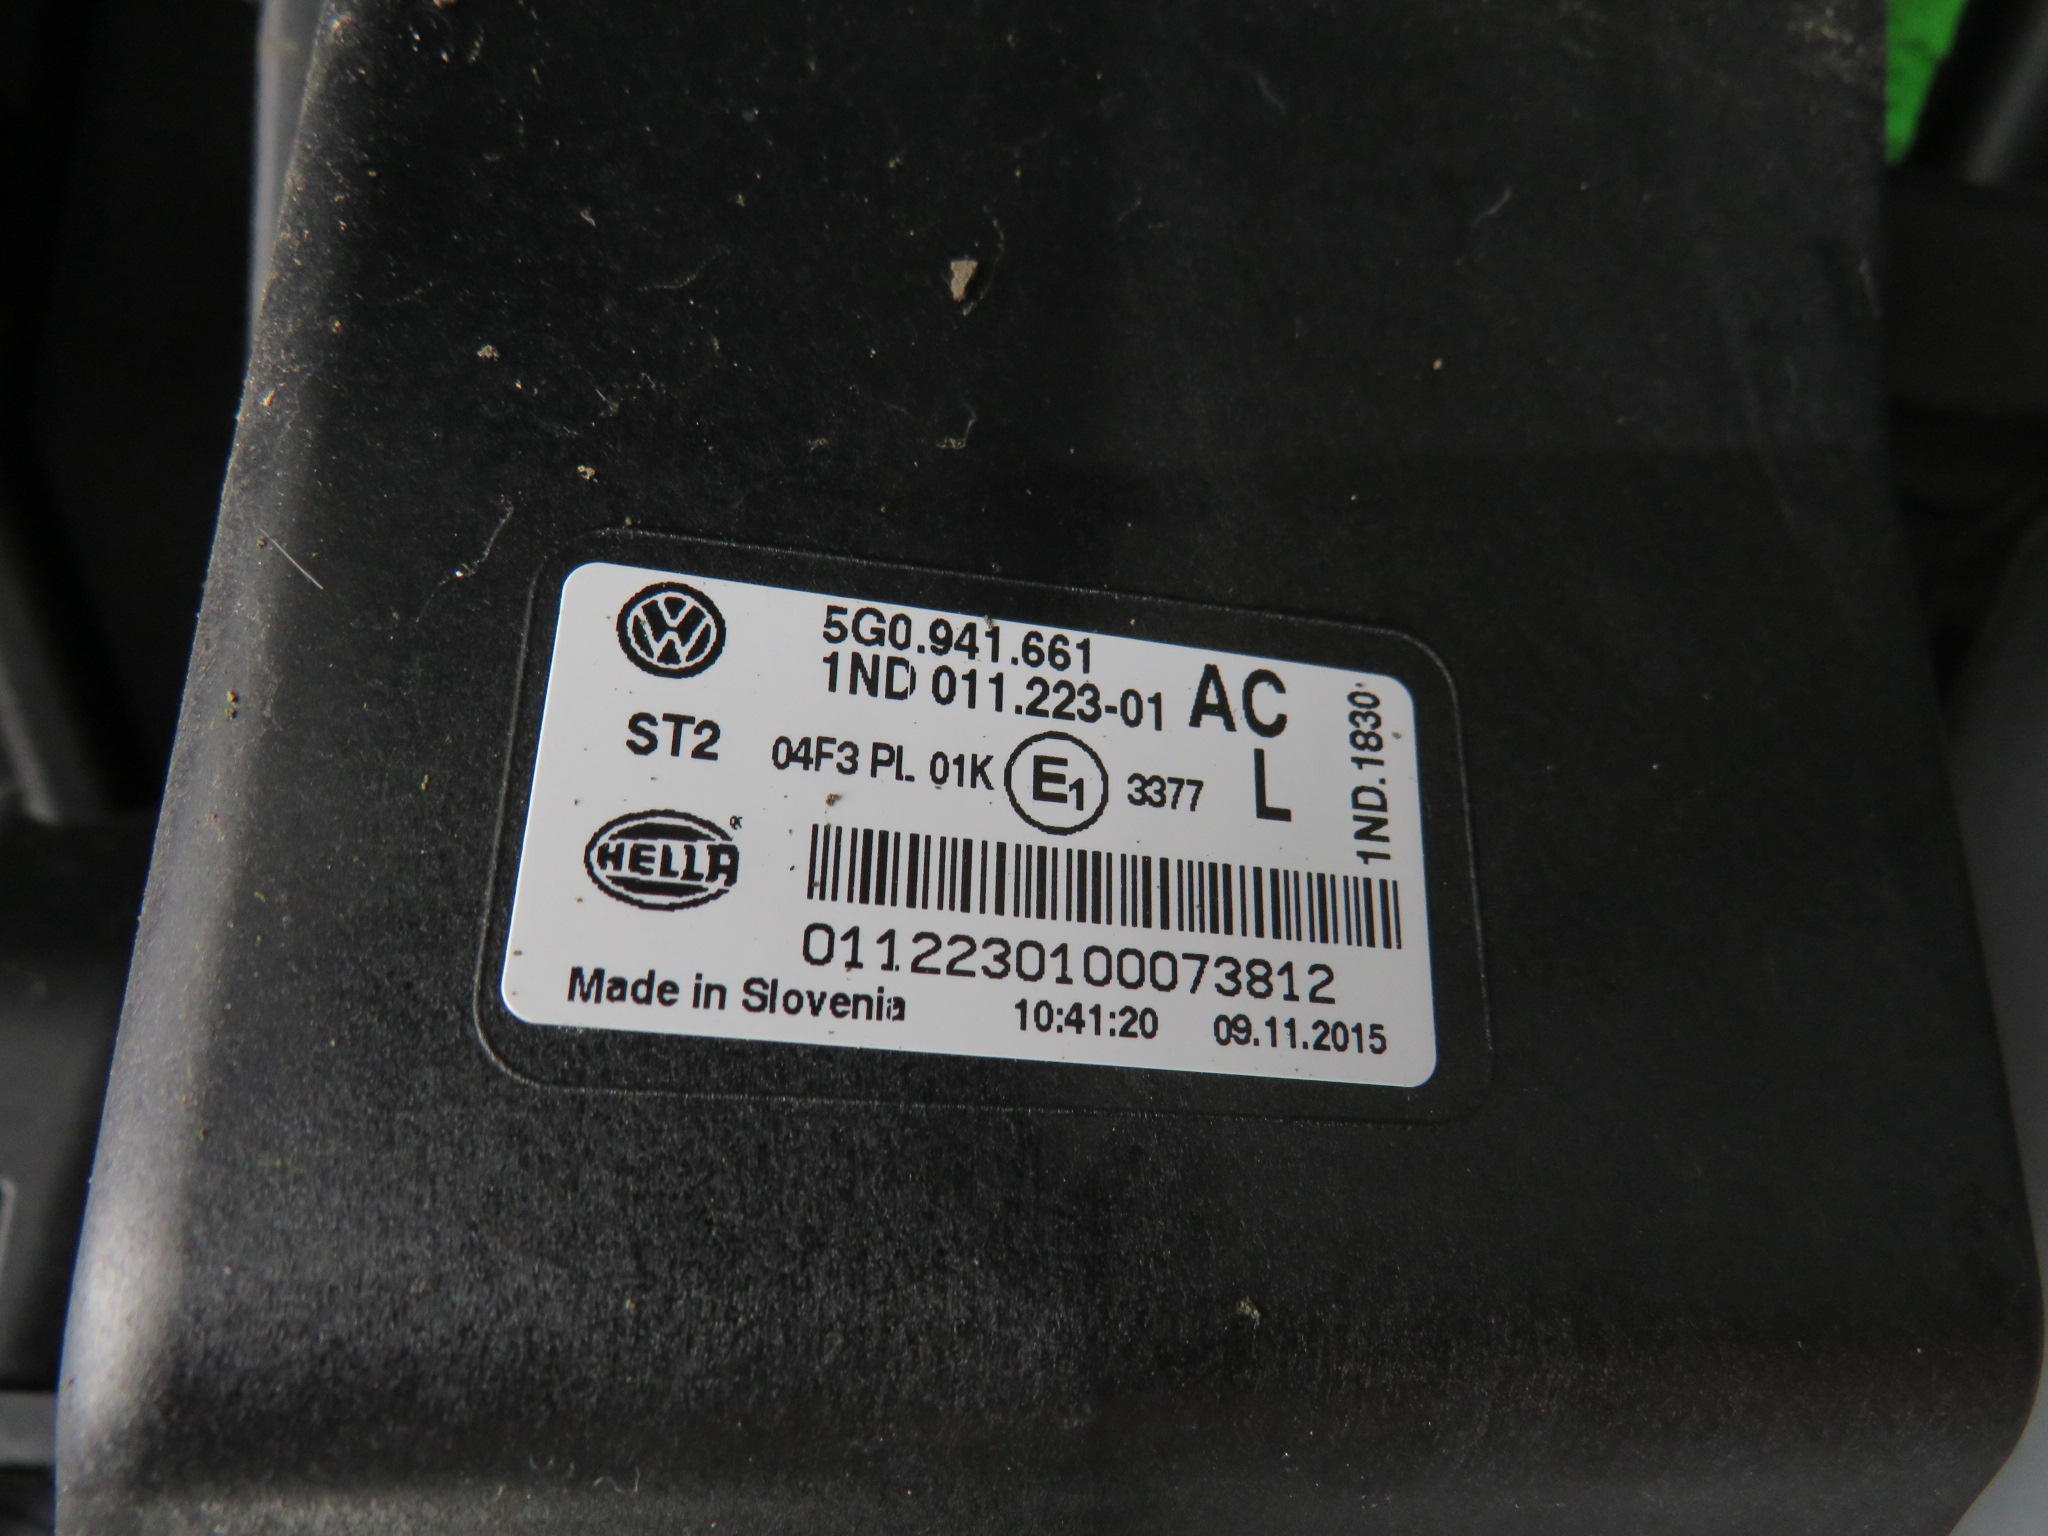 5G0.941.661
1ND 011.223-01 AC
ST2 04F3 PL 01K E1 3377 L
1ND.1830
HELLA
0112230100073812
Made in Slovenia 10:41:20 09.11.2015